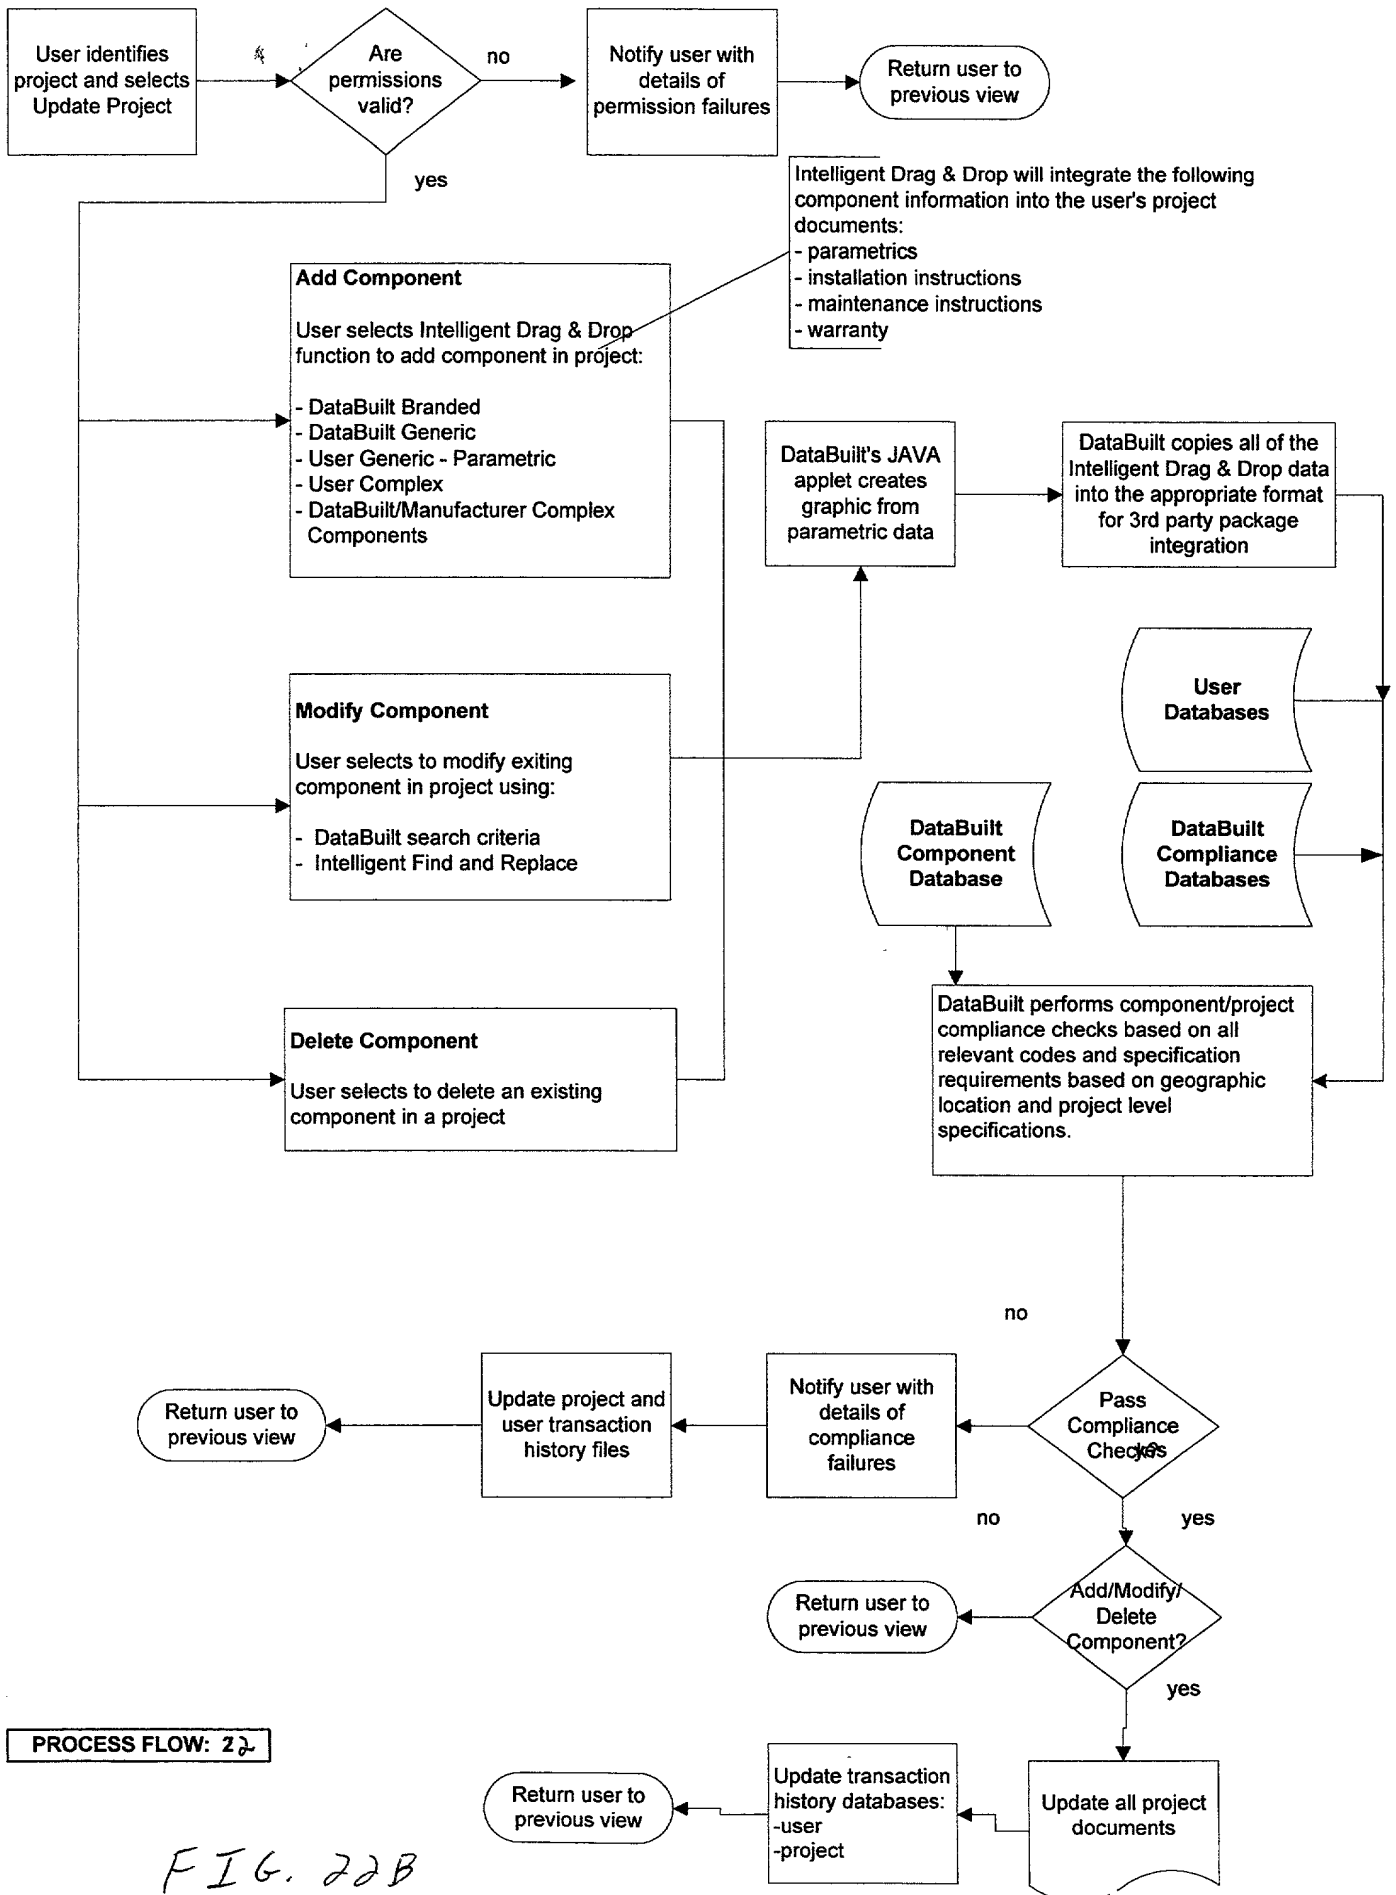 User identifies
project and selects
Update Project
Are
permissions
valid?
no
Notify user with
details of
permission failures
Return user to
previous view
yes
Intelligent Drag & Drop will integrate the following
component information into the user's project
documents:
- parametrics
- installation instructions
- maintenance instructions
- warranty
Add Component
User selects Intelligent Drag & Drop
function to add component in project:
- DataBuilt Branded
- DataBuilt Generic
- User Generic - Parametric
- User Complex
- DataBuilt/Manufacturer Complex
Components
DataBuilt's JAVA
applet creates
graphic from
parametric data
DataBuilt copies all of the
Intelligent Drag & Drop data
into the appropriate format
for 3rd party package
integration
User
Databases
Modify Component
User selects to modify exiting
component in project using:
- DataBuilt search criteria
- Intelligent Find and Replace
DataBuilt
Component
Database
DataBuilt
Compliance
Databases
Delete Component
User selects to delete an existing
component in a project
DataBuilt performs component/project
compliance checks based on all
relevant codes and specification
requirements based on geographic
location and project level
specifications.
no
Pass
Compliance
Check?
yes
Notify user with
details of
compliance
failures
Update project and
user transaction
history files
Return user to
previous view
no
yes
Add/Modify/
Delete
Component?
Return user to
previous view
yes
Update all project
documents
Update transaction
history databases:
-user
-project
Return user to
previous view
PROCESS FLOW: 22
FIG. 22B